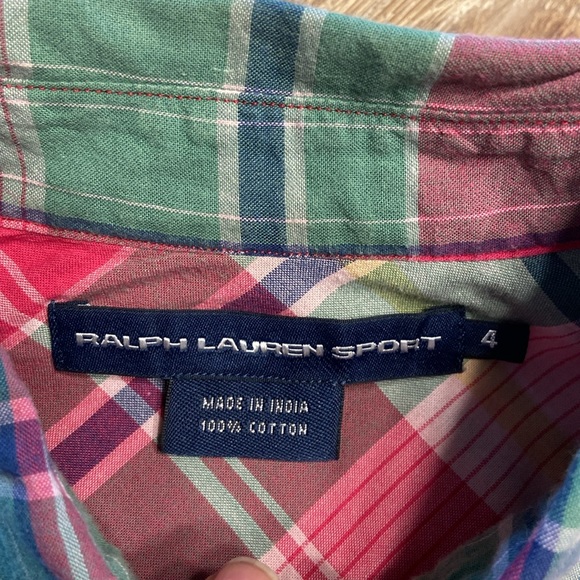 RALPH LAUREN SPORT
4
MADE IN INDIA
100% COTTON